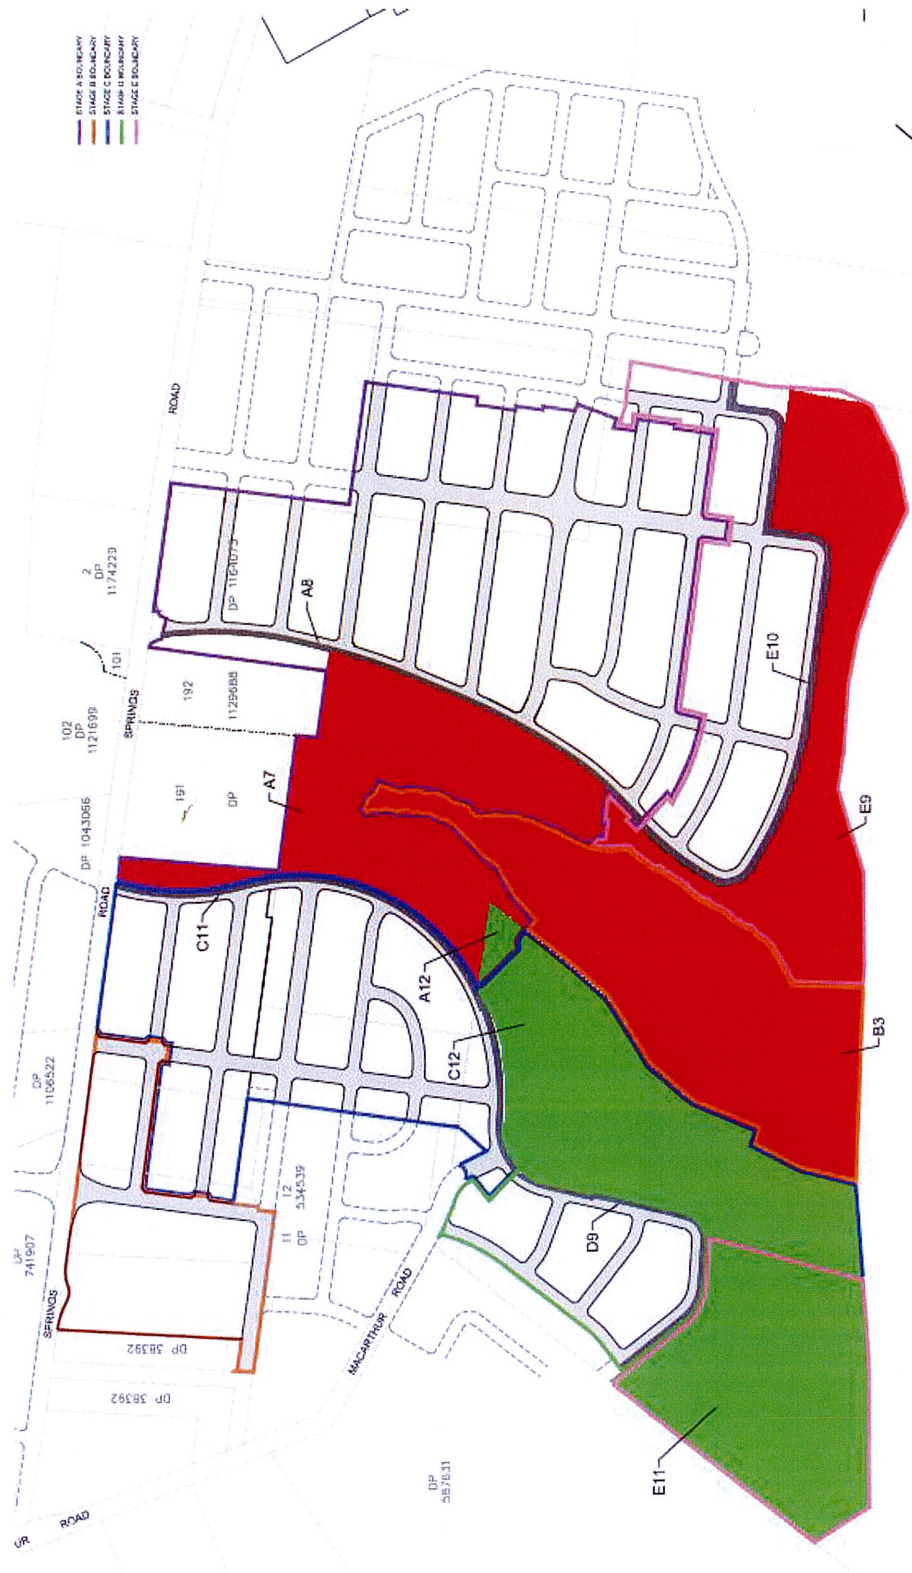 STAGE A BOUNDARY
STAGE B BOUNDARY
STAGE C BOUNDARY
STAGE D BOUNDARY
STAGE E BOUNDARY
ROAD
2
DP
1174229
DP 1164073
A8
101
102
DP
1121699
SPRINGS
192
1129688
191
DP
A7
DP 1043066
ROAD
C11
A12
C12
E10
E9
B3
DP
1106522
12
534539
11
DP
DP
741907
SPRINGS
D9
ROAD
MACARTHUR
DP 38392
DP 38392
E11
DP
587631
UR
ROAD